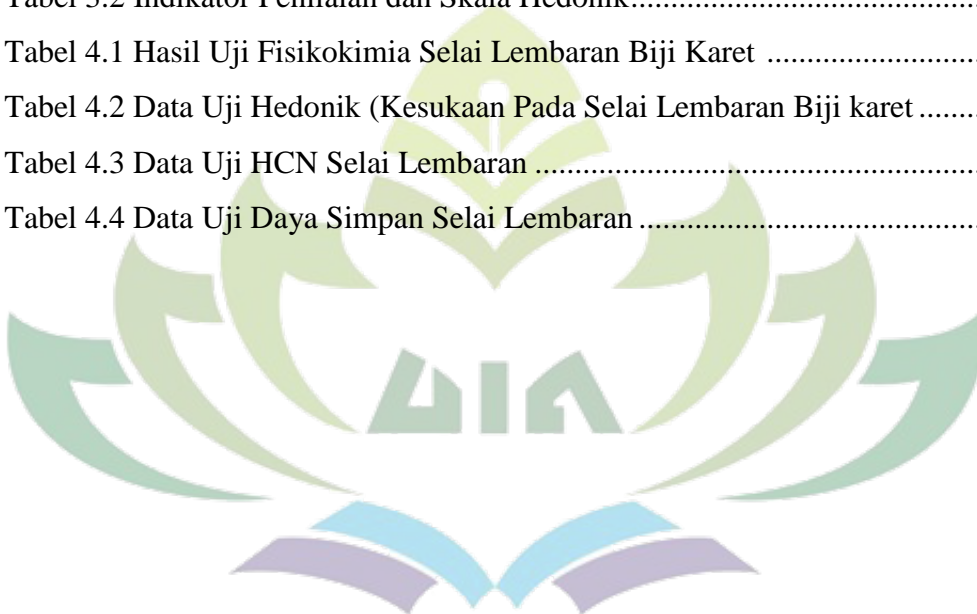 Tabel 3.2 Indikator Penilaian dan Skala Hedonik..........................................
Tabel 4.1 Hasil Uji Fisikokimia Selai Lembaran Biji Karet ...........................
Tabel 4.2 Data Uji Hedonik (Kesukaan Pada Selai Lembaran Biji karet .......
Tabel 4.3 Data Uji HCN Selai Lembaran .......................................................
Tabel 4.4 Data Uji Daya Simpan Selai Lembaran ..........................................
UIN